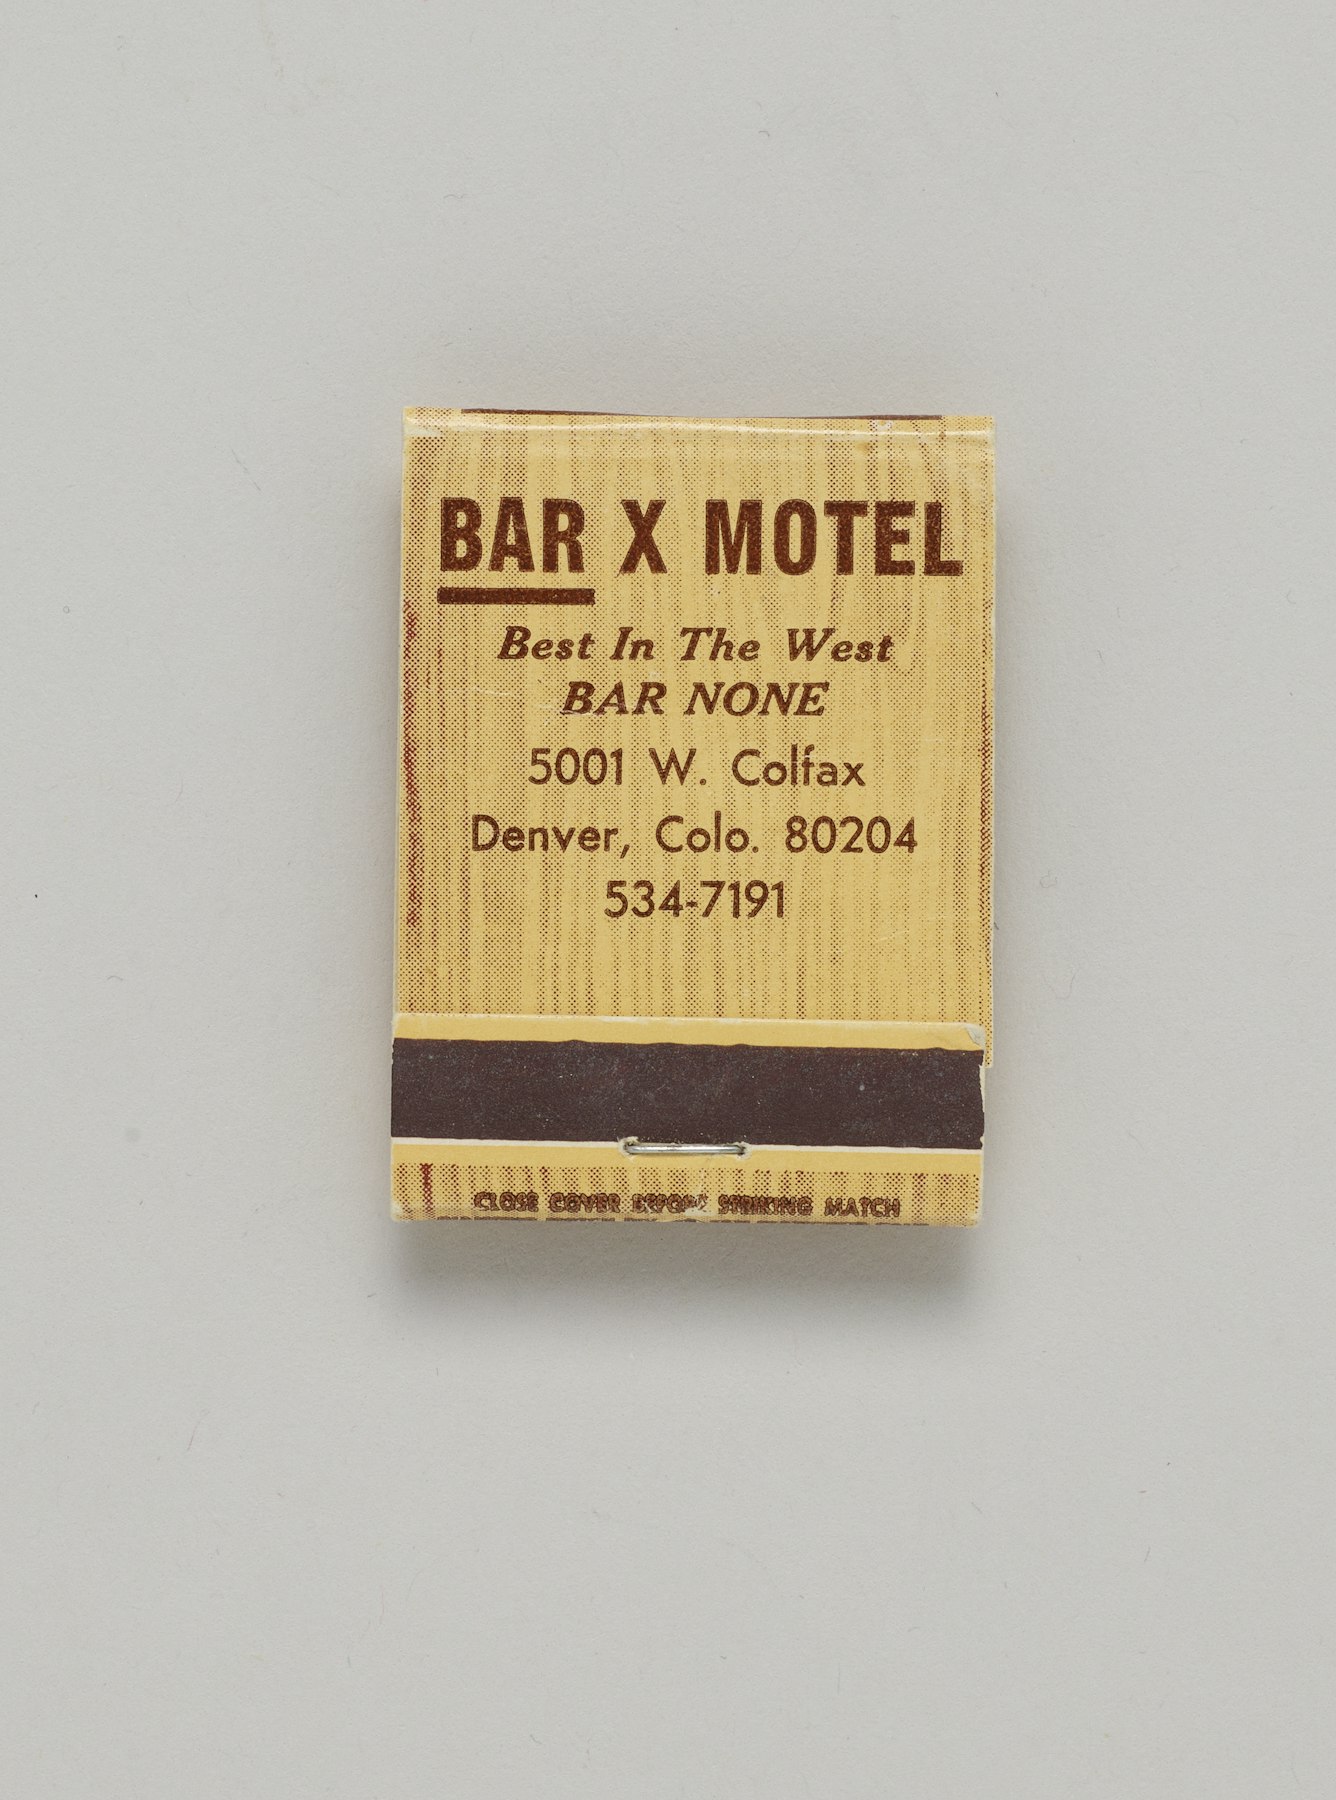 BAR X MOTEL
Best In The West
BAR NONE
5001 W. Colfax
Denver, Colo. 80204
534-7191
CLOSE COVER BEFORE STRIKING MATCH